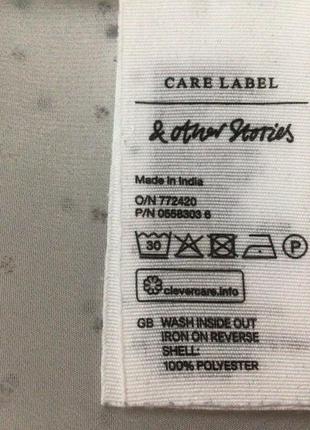 CARE LABEL
& other Stories
Made in India
O/N 772420
P/N 0558303 6
30 P
clevercare.info
GB WASH INSIDE OUT
IRON ON REVERSE
SHELL:
100% POLYESTER